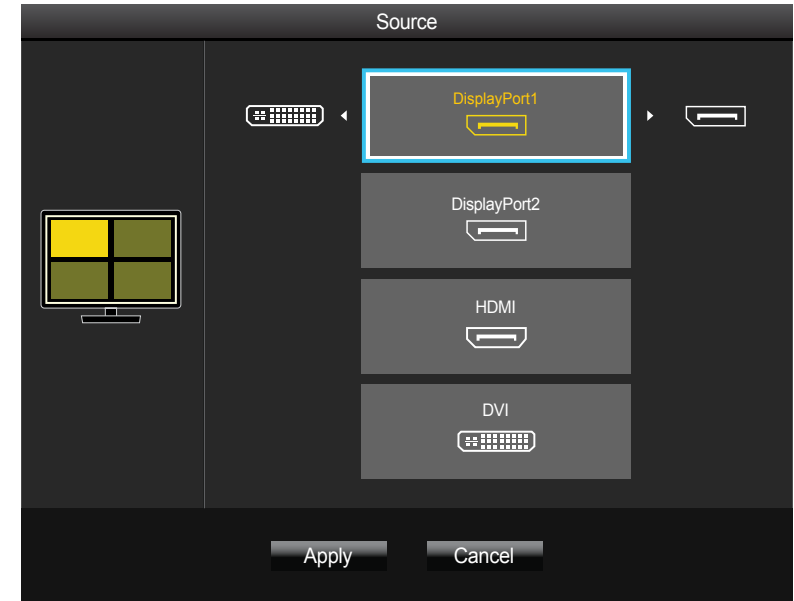 Source
DisplayPort1
DisplayPort2
HDMI
DVI
Apply
Cancel